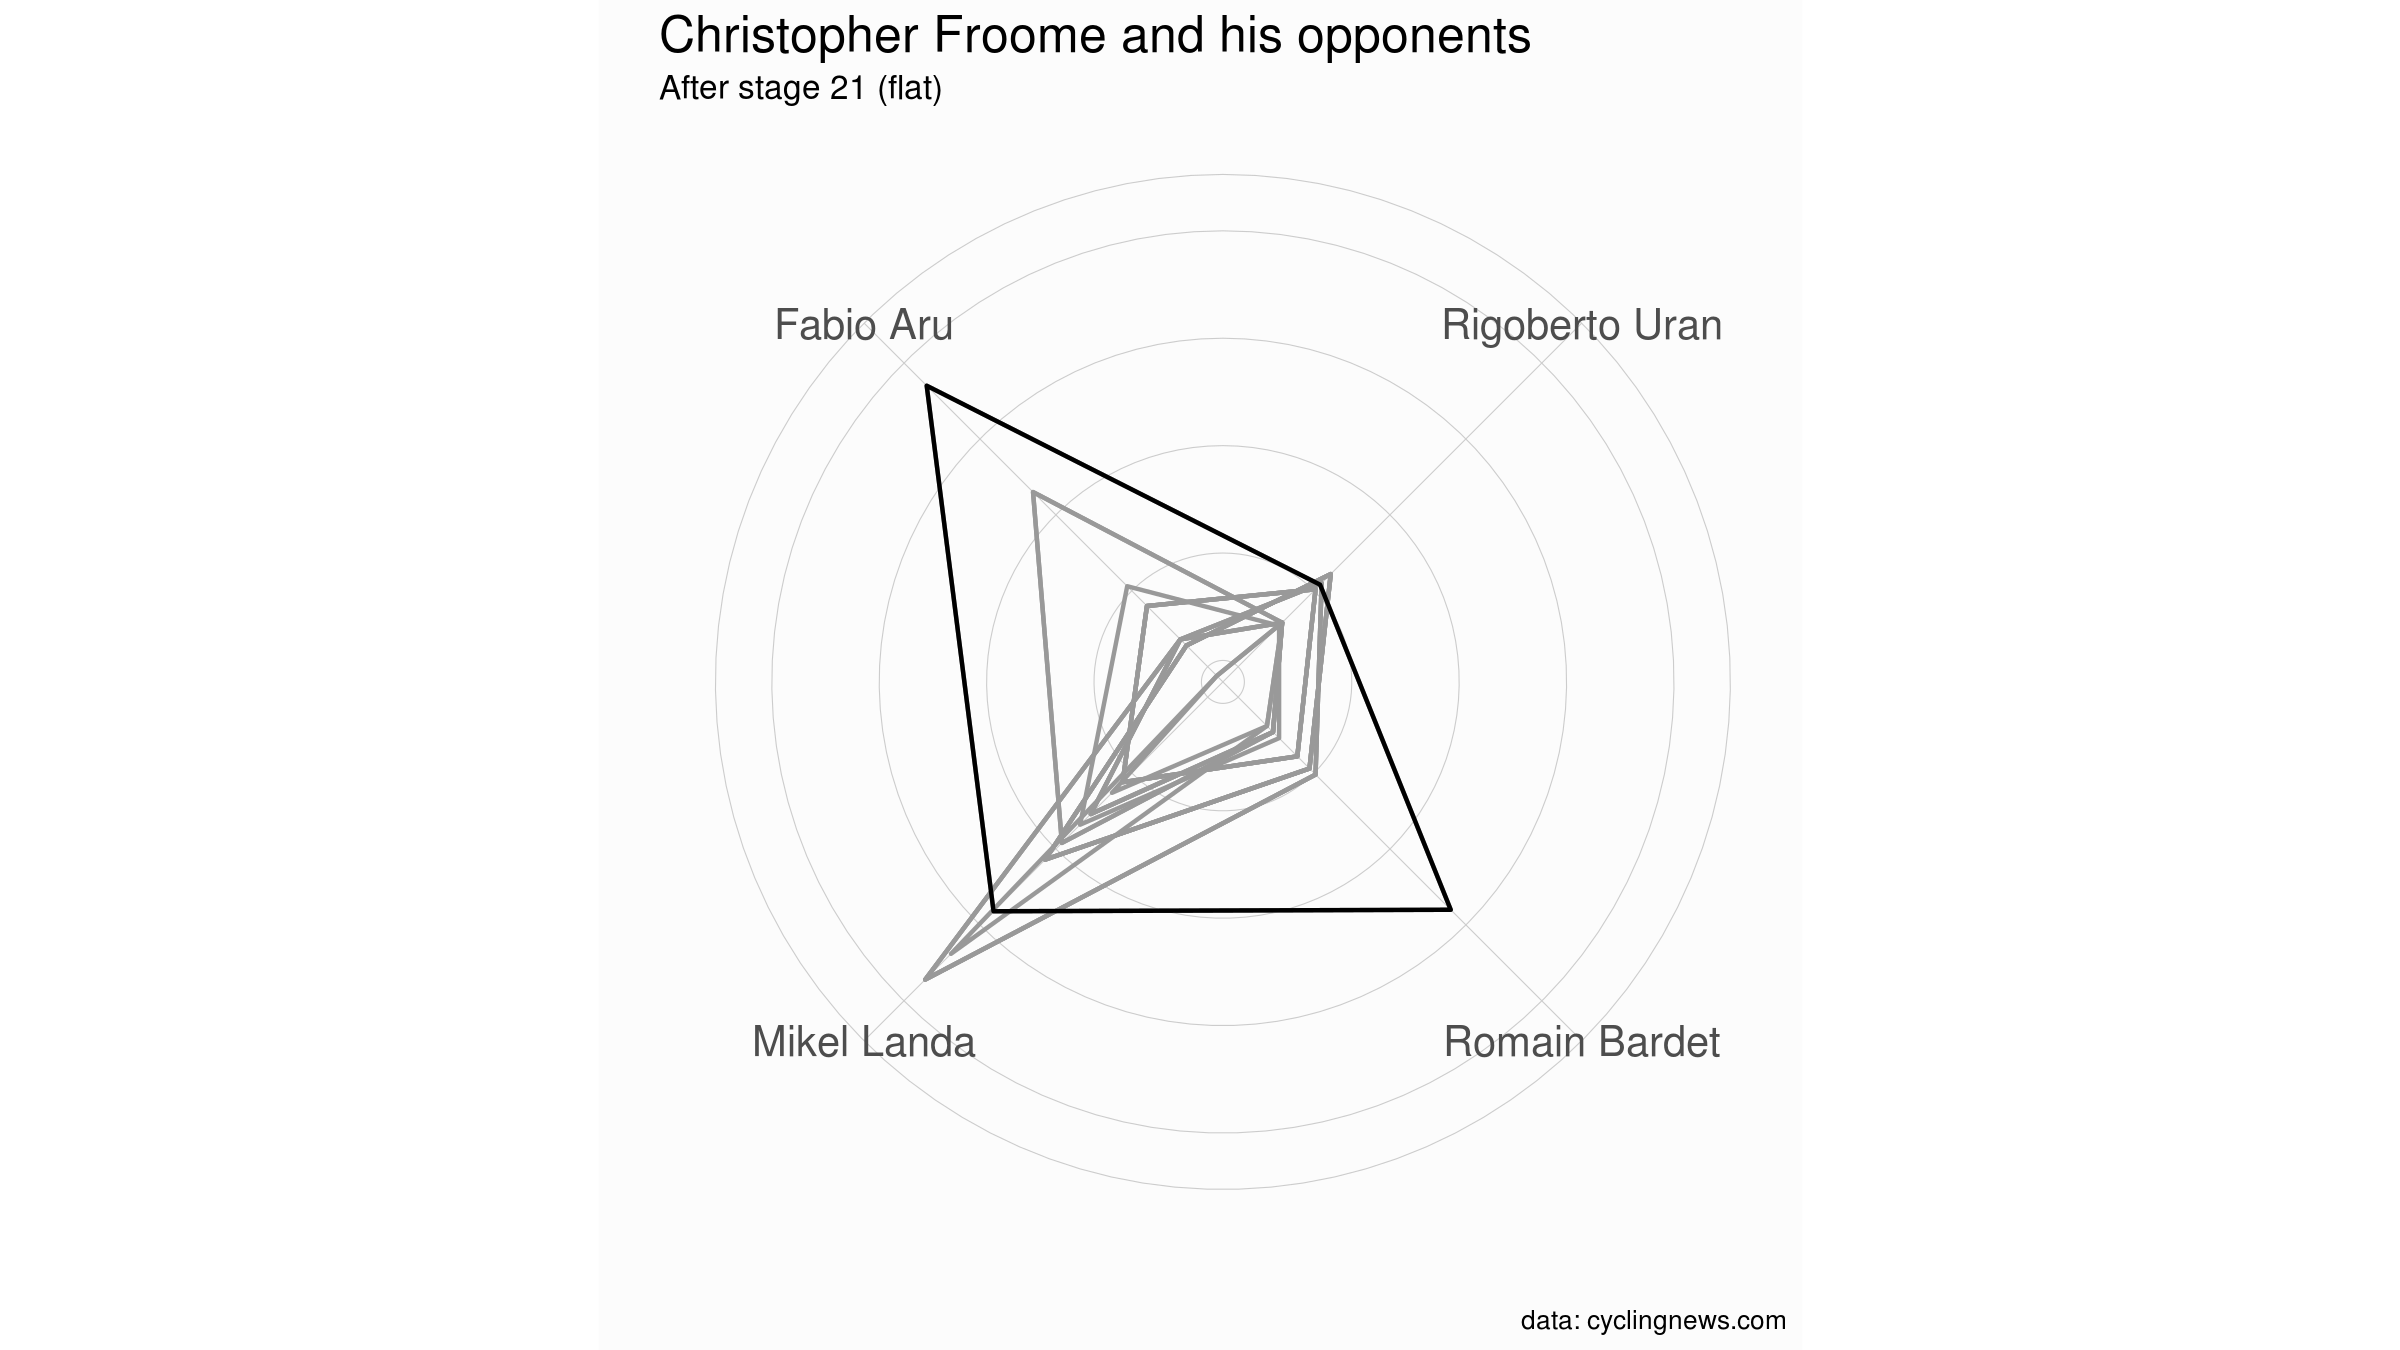 Christopher Froome and his opponents
After stage 21 (flat)
Fabio Aru
Rigoberto Uran
Mikel Landa
Romain Bardet
data: cyclingnews.com